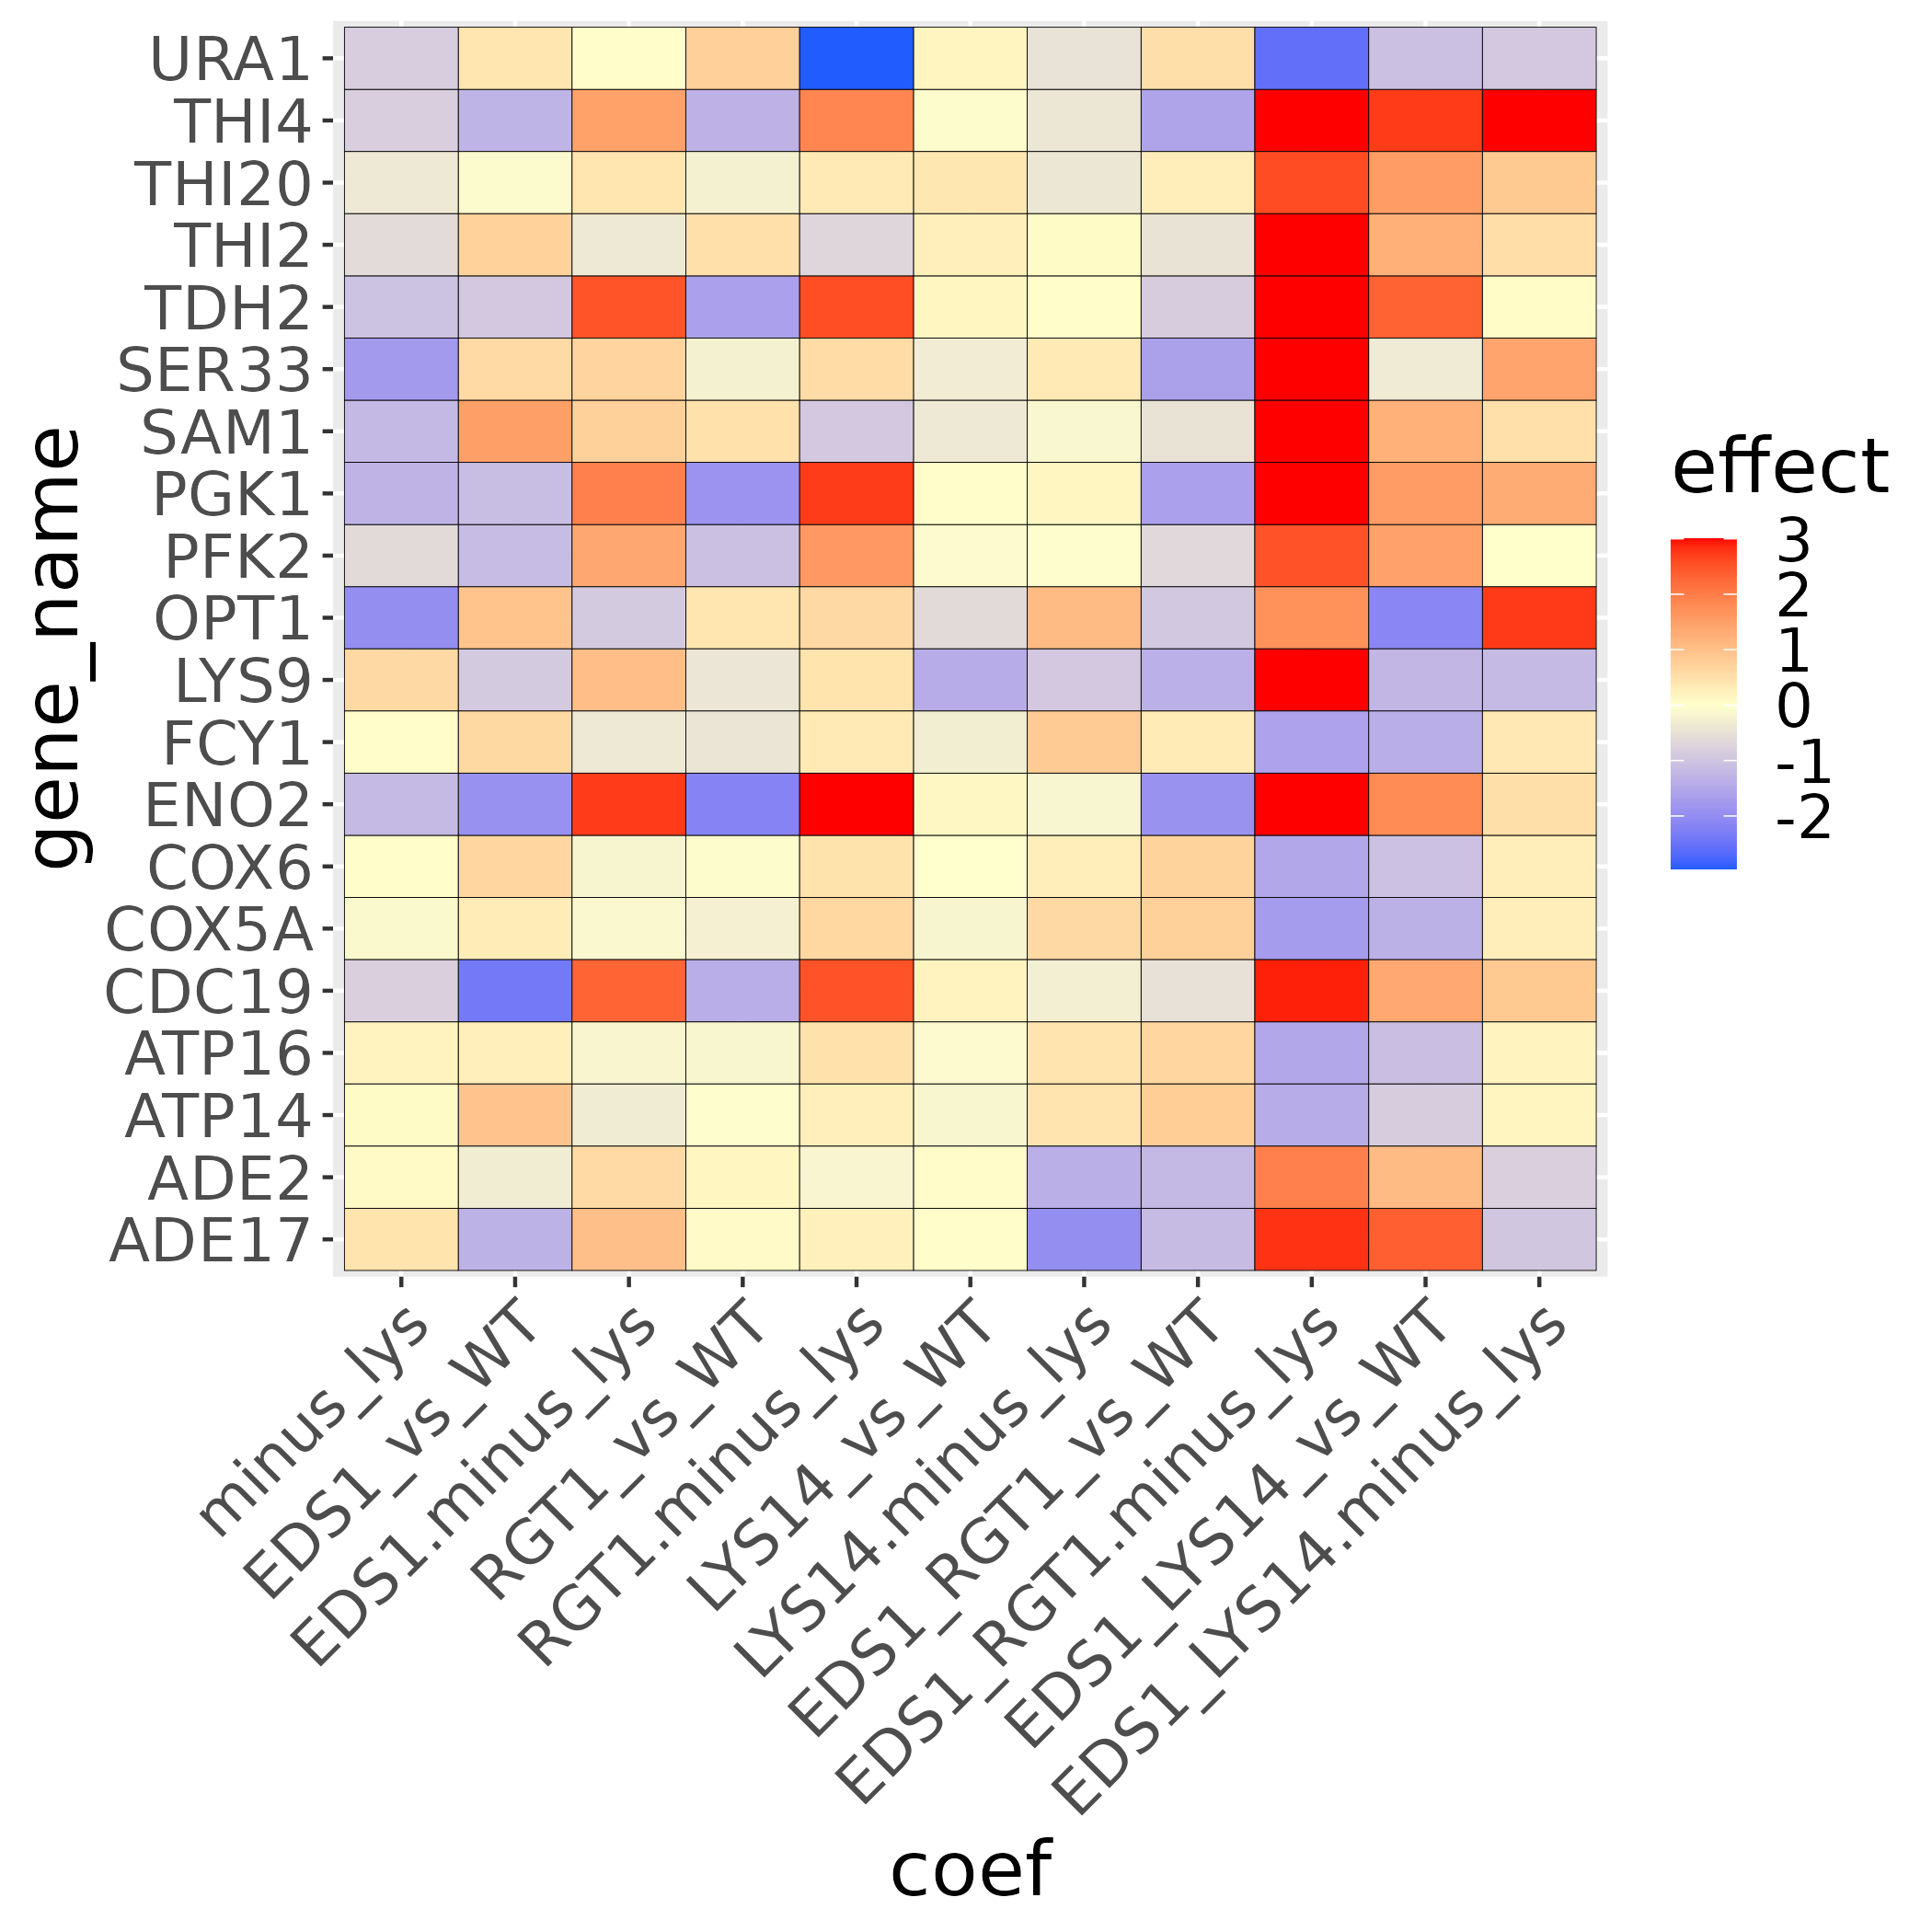 URA1
THI4
THI20
THI2
TDH2
SER33
SAM1
PGK1
PFK2
OPT1
LYS9
FCY1
ENO2
COX6
COX5A
CDC19
ATP16
ATP14
ADE2
ADE17
gene_name
minus_lys
EDS1_vs_WT
EDS1.minus_lys
RGT1_vs_WT
RGT1.minus_lys
LYS14_vs_WT
LYS14.minus_lys
EDS1_RGT1_vs_WT
EDS1_RGT1.minus_lys
EDS1_LYS14_vs_WT
EDS1_LYS14.minus_lys
coef
effect
3
2
1
0
-1
-2